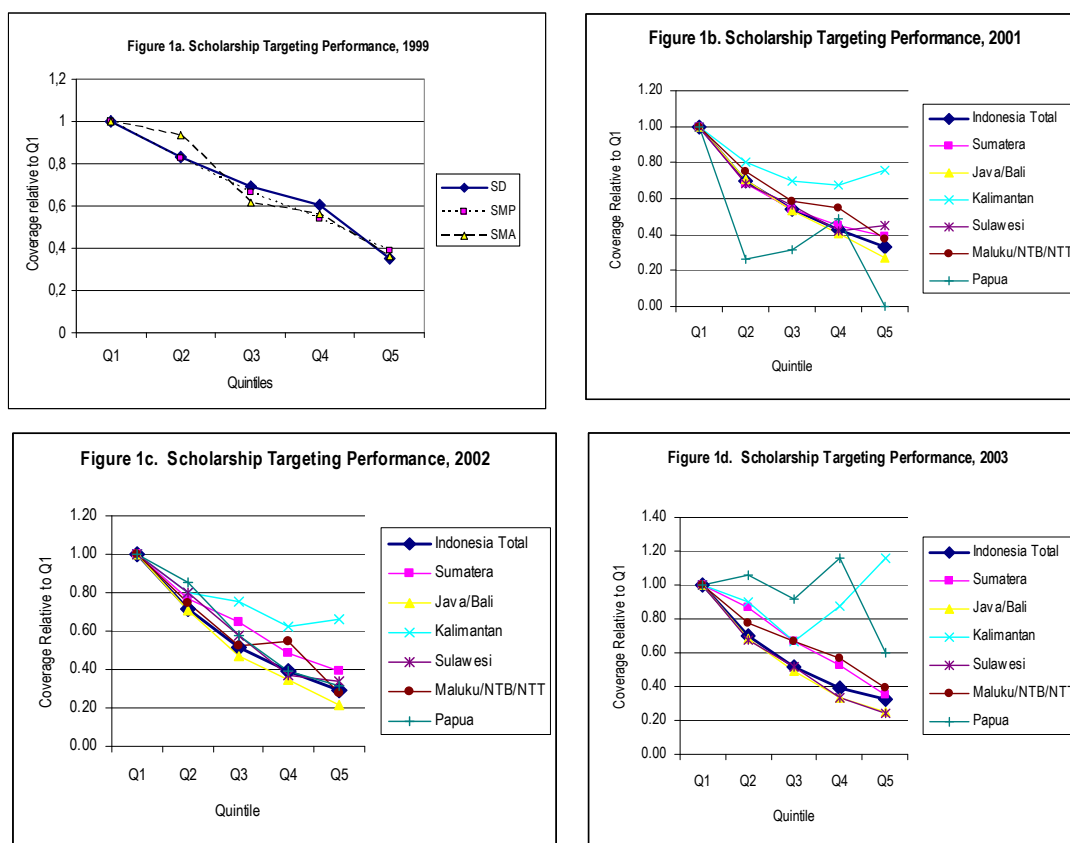 Figure 1a. Scholarship Targeting Performance, 1999
Coverage relative to Q1
1,2
1
0,8
0,6
0,4
0,2
0
Q1 Q2 Q3 Q4 Q5
Quintiles
SD
SMP
SMA
Figure 1b. Scholarship Targeting Performance, 2001
Coverage Relative to Q1
1.20
1.00
0.80
0.60
0.40
0.20
0.00
Q1 Q2 Q3 Q4 Q5
Quintile
Indonesia Total
Sumatera
Java/Bali
Kalimantan
Sulawesi
Maluku/NTB/NTT
Papua
Figure 1c. Scholarship Targeting Performance, 2002
Coverage Relative to Q1
1.20
1.00
0.80
0.60
0.40
0.20
0.00
Q1 Q2 Q3 Q4 Q5
Quintile
Indonesia Total
Sumatera
Java/Bali
Kalimantan
Sulawesi
Maluku/NTB/NTT
Papua
Figure 1d. Scholarship Targeting Performance, 2003
Coverage Relative to Q1
1.40
1.20
1.00
0.80
0.60
0.40
0.20
0.00
Q1 Q2 Q3 Q4 Q5
Quintile
Indonesia Total
Sumatera
Java/Bali
Kalimantan
Sulawesi
Maluku/NTB/NTT
Papua